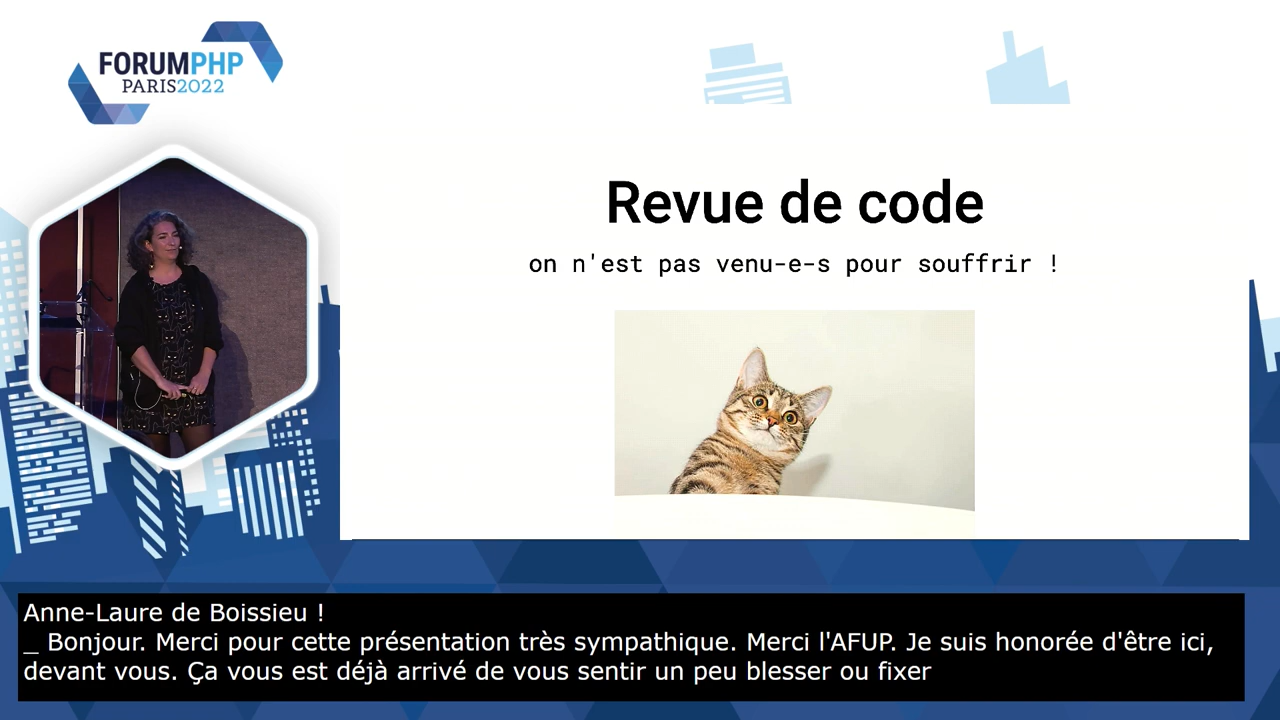 FORUMPHP
PARIS2022
Revue de code
on n'est pas venu-e-s pour souffrir !
Anne-Laure de Boissieu !
_ Bonjour. Merci pour cette présentation très sympathique. Merci l'AFUP. Je suis honorée d'être ici,
devant vous. Ça vous est déjà arrivé de vous sentir un peu blesser ou fixer